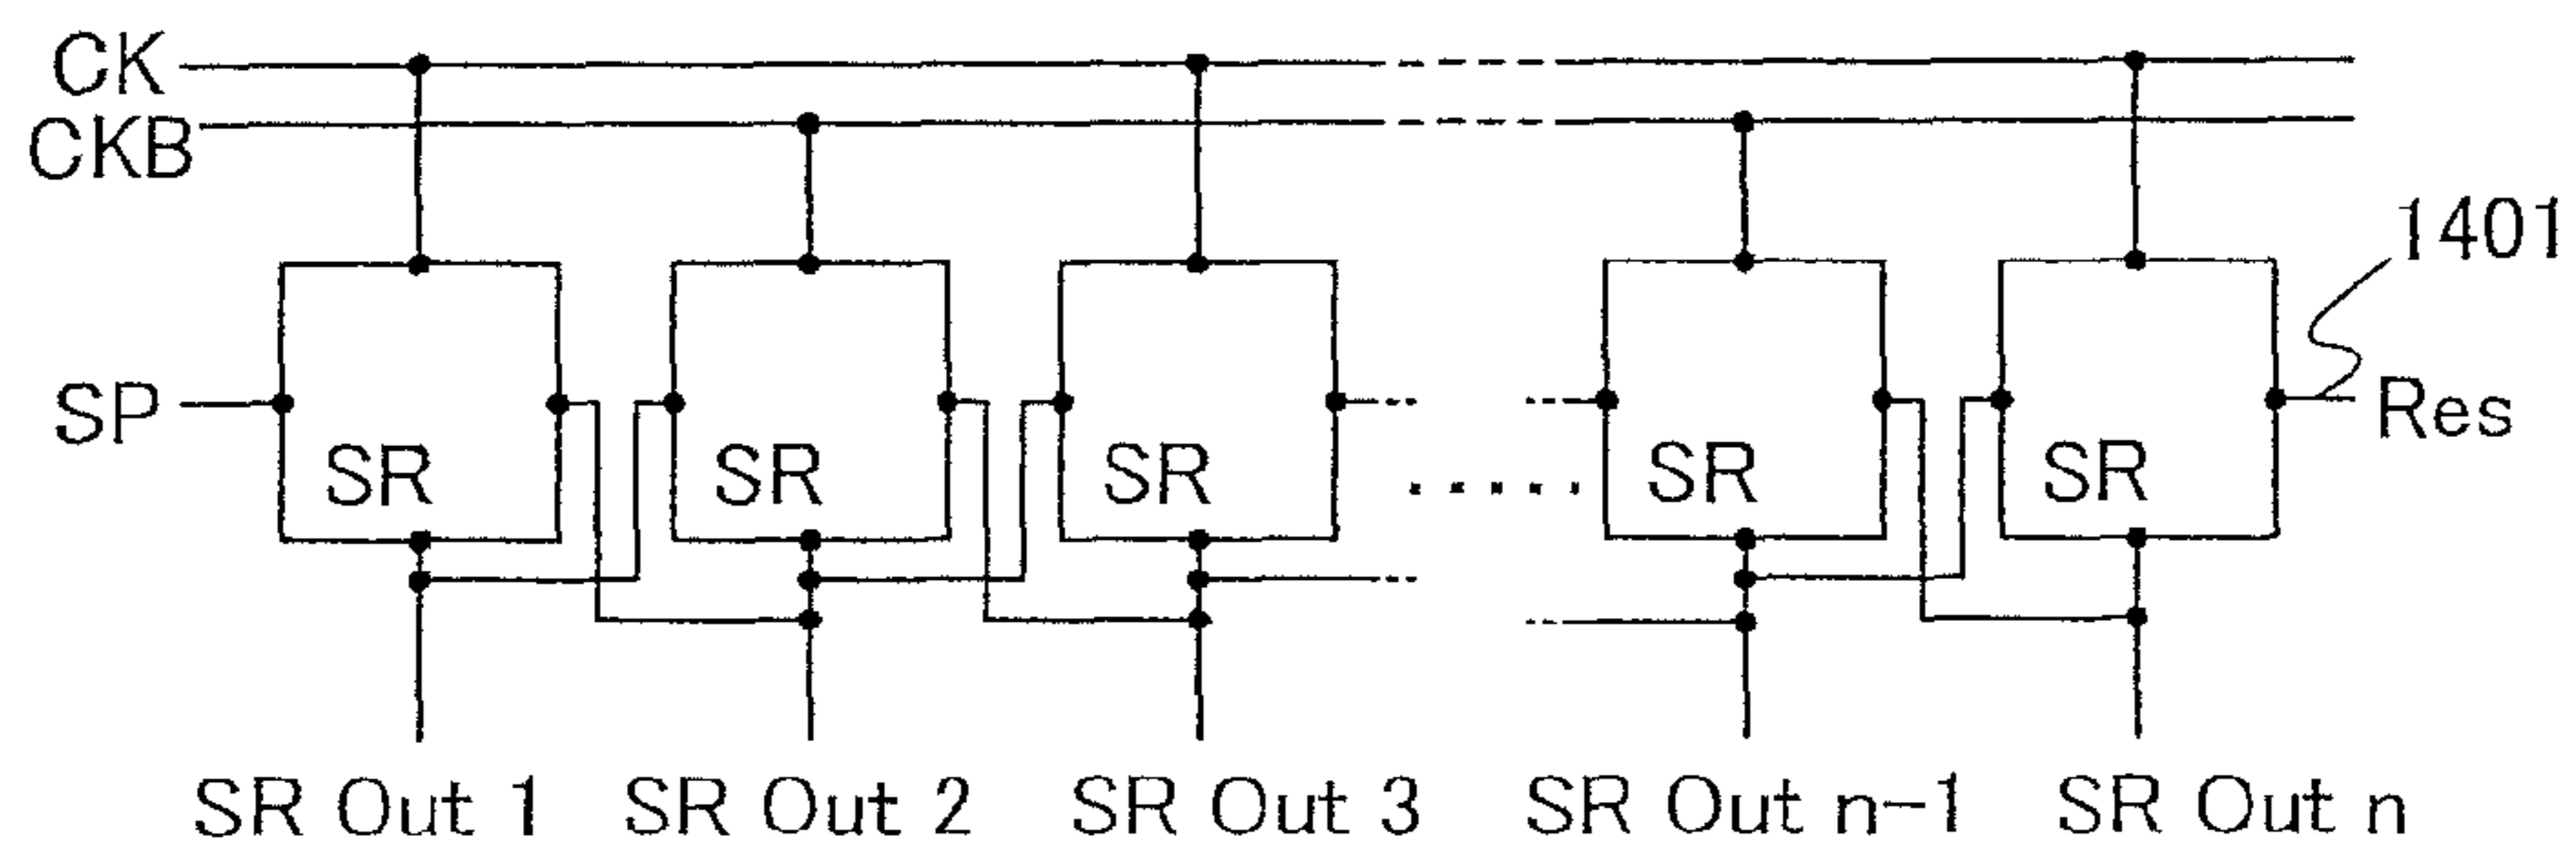 CK
CKB
1401
SP
Res
SR SR SR SR SR
SR Out 1 SR Out 2 SR Out 3 SR Out n-1 SR Out n